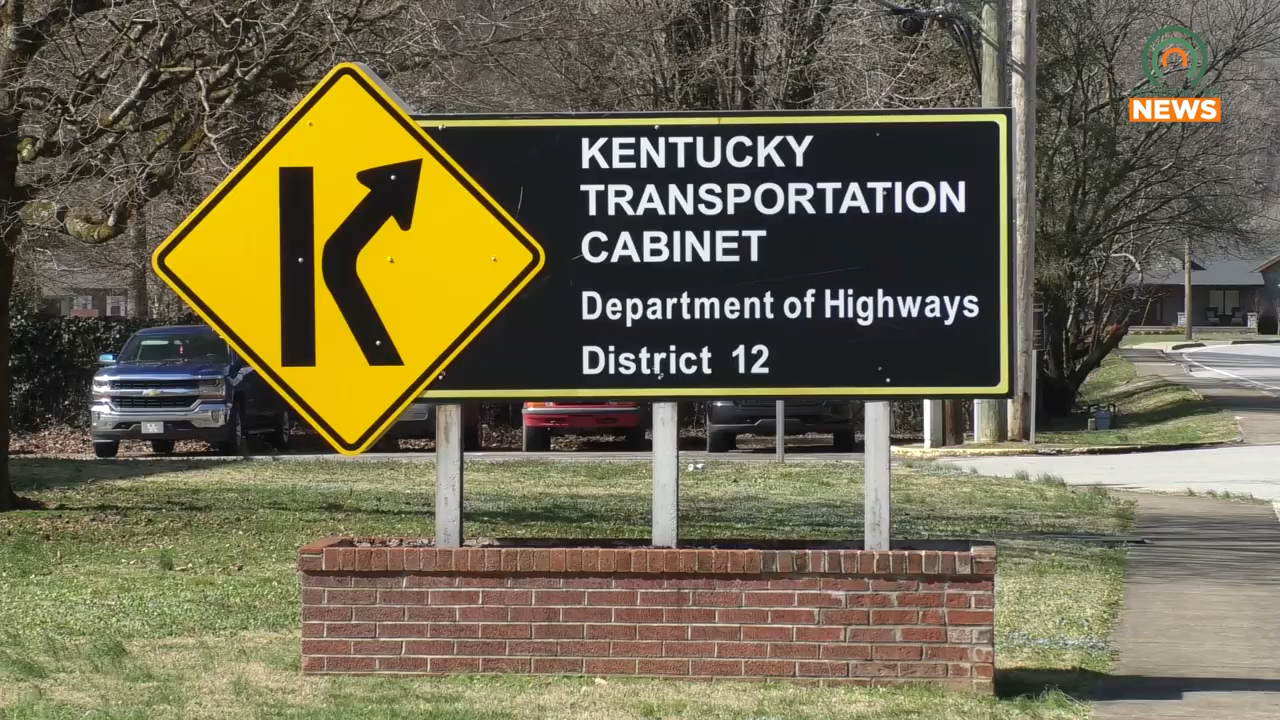 NEWS
KENTUCKY
TRANSPORTATION
CABINET
Department of Highways
District 12